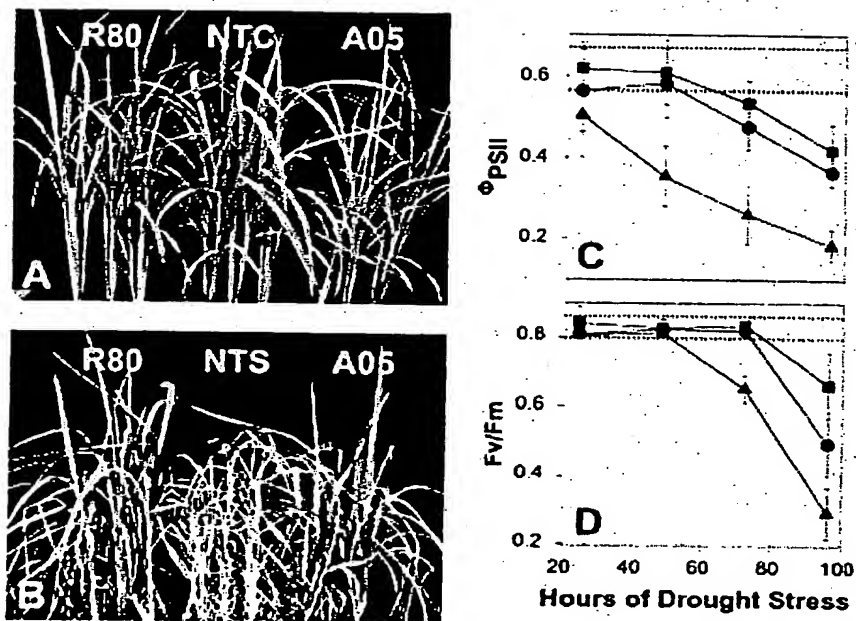 R80 NTC A05
A
R80 NTS A05
B
ΦPSII
0.6
0.4
0.2
C
Fv/Fm
0.8
0.6
0.4
0.2
D
20 40 60 80 100
Hours of Drought Stress